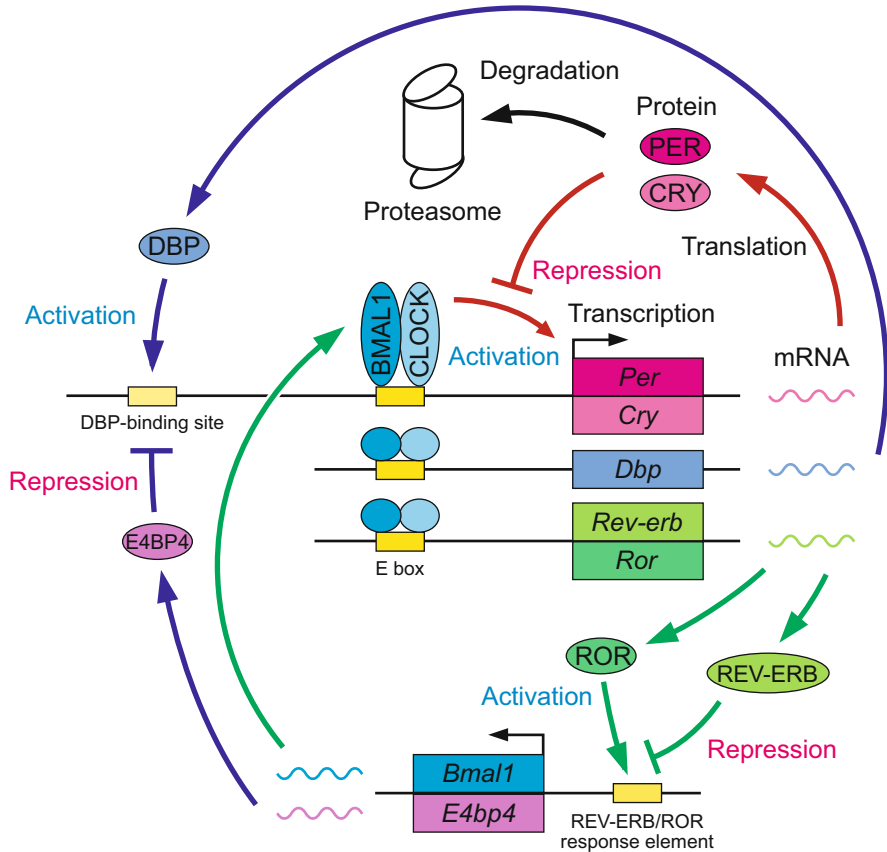 Degradation
Protein
PER
CRY
Proteasome
Translation
DBP
Repression
Activation
BMAL1
CLOCK
Activation
Transcription
mRNA
Per
Cry
DBP-binding site
Repression
Dbp
E4BP4
Rev-erb
Ror
E box
ROR
REV-ERB
Activation
Repression
Bmal1
E4bp4
REV-ERB/ROR
response element